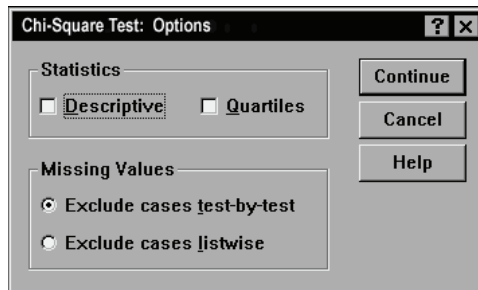 Chi-Square Test: Options
Statistics
Descriptive
Quartiles
Missing Values
Exclude cases test-by-test
Exclude cases listwise
Continue
Cancel
Help